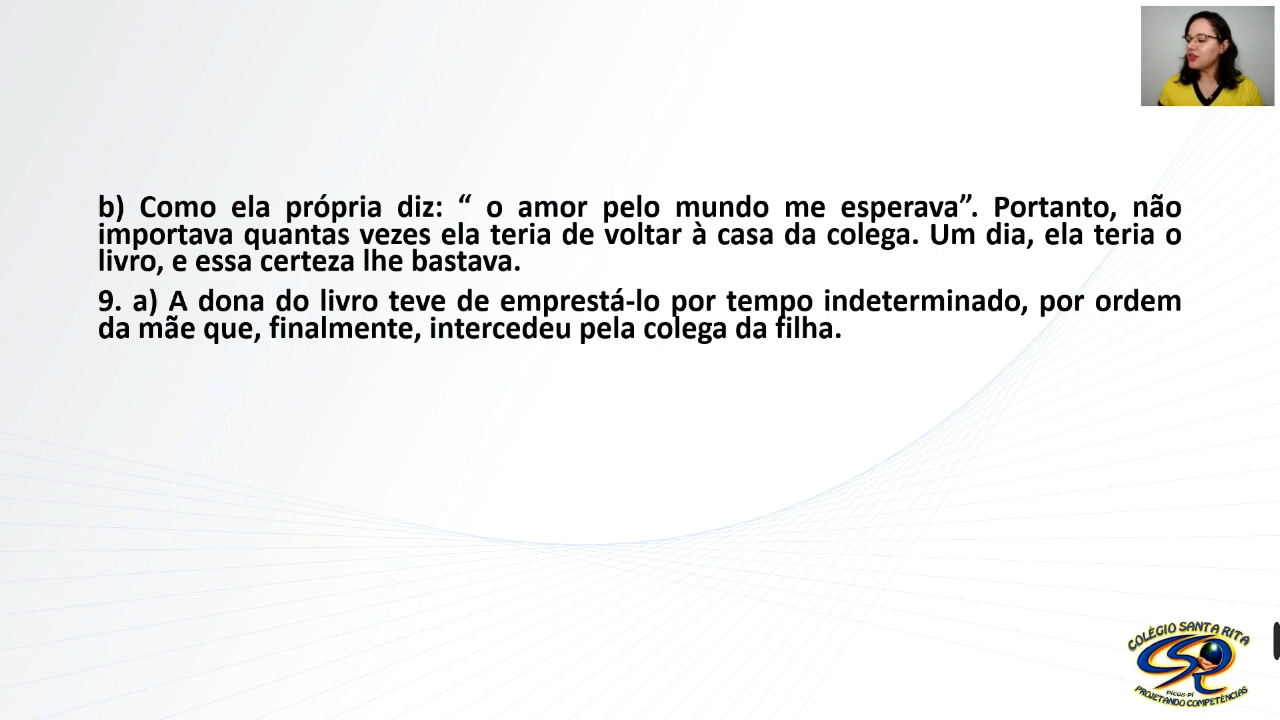 b) Como ela própria diz: “ o amor pelo mundo me esperava”. Portanto, não
importava quantas vezes ela teria de voltar à casa da colega. Um dia, ela teria o
livro, e essa certeza lhe bastava.
9. a) A dona do livro teve de emprestá-lo por tempo indeterminado, por ordem
da mãe que, finalmente, intercedeu pela colega da filha.
COLÉGIO SANTA RITA
PICOS-PI
PROJETANDO COMPETÊNCIAS